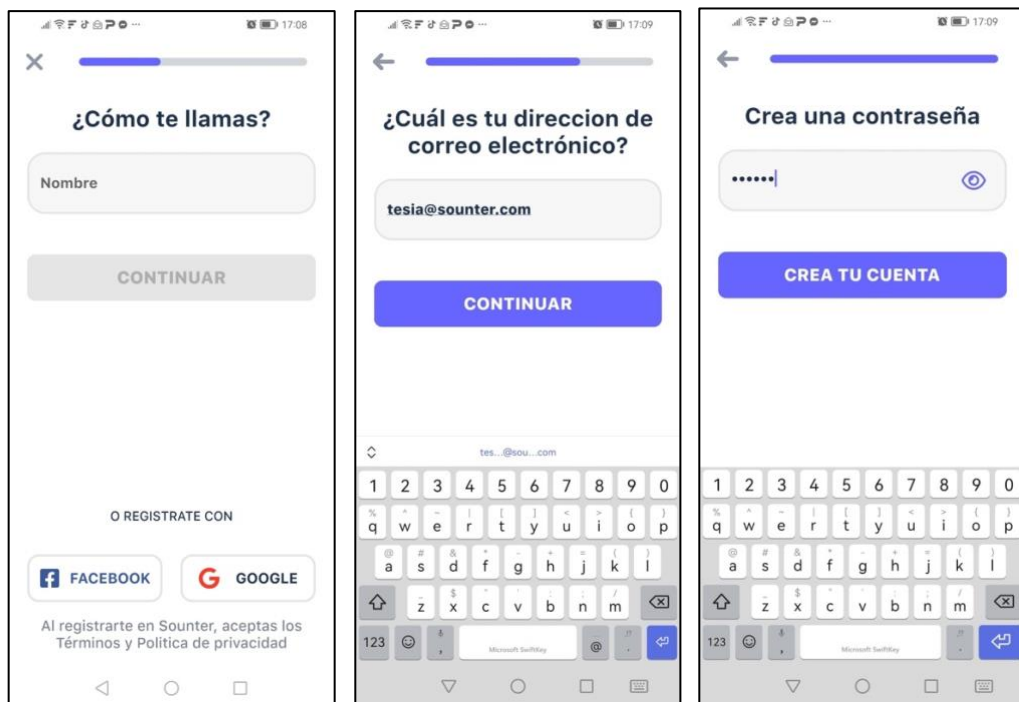 17:08
¿Cómo te llamas?
Nombre
CONTINUAR
O REGISTRATE CON
FACEBOOK
G GOOGLE
Al registrarte en Sounter, aceptas los
Términos y Politica de privacidad
17:09
¿Cuál es tu direccion de
correo electrónico?
tesia@sounter.com
CONTINUAR
tes...@sou...com
1 2 3 4 5 6 7 8 9 0
q w e r t y u i o p
a s d f g h j k l
z x c v b n m
123 , Microsoft SwiftKey @ .
17:09
Crea una contraseña
••••••
CREA TU CUENTA
1 2 3 4 5 6 7 8 9 0
q w e r t y u i o p
a s d f g h j k l
z x c v b n m
123 , Microsoft SwiftKey .